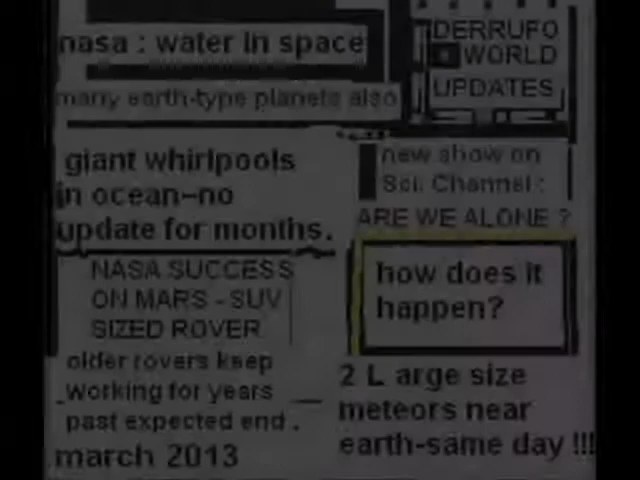 nasa : water in space
many earth-type planets also
DERRUFO
WORLD
UPDATES
giant whirlpools
in ocean-no
update for months.
new show on
Sci. Channel :
ARE WE ALONE ?
how does it
happen?
NASA SUCCESS
ON MARS - SUV
SIZED ROVER
older rovers keep
working for years
past expected end .
march 2013
2 L arge size
meteors near
earth-same day !!!